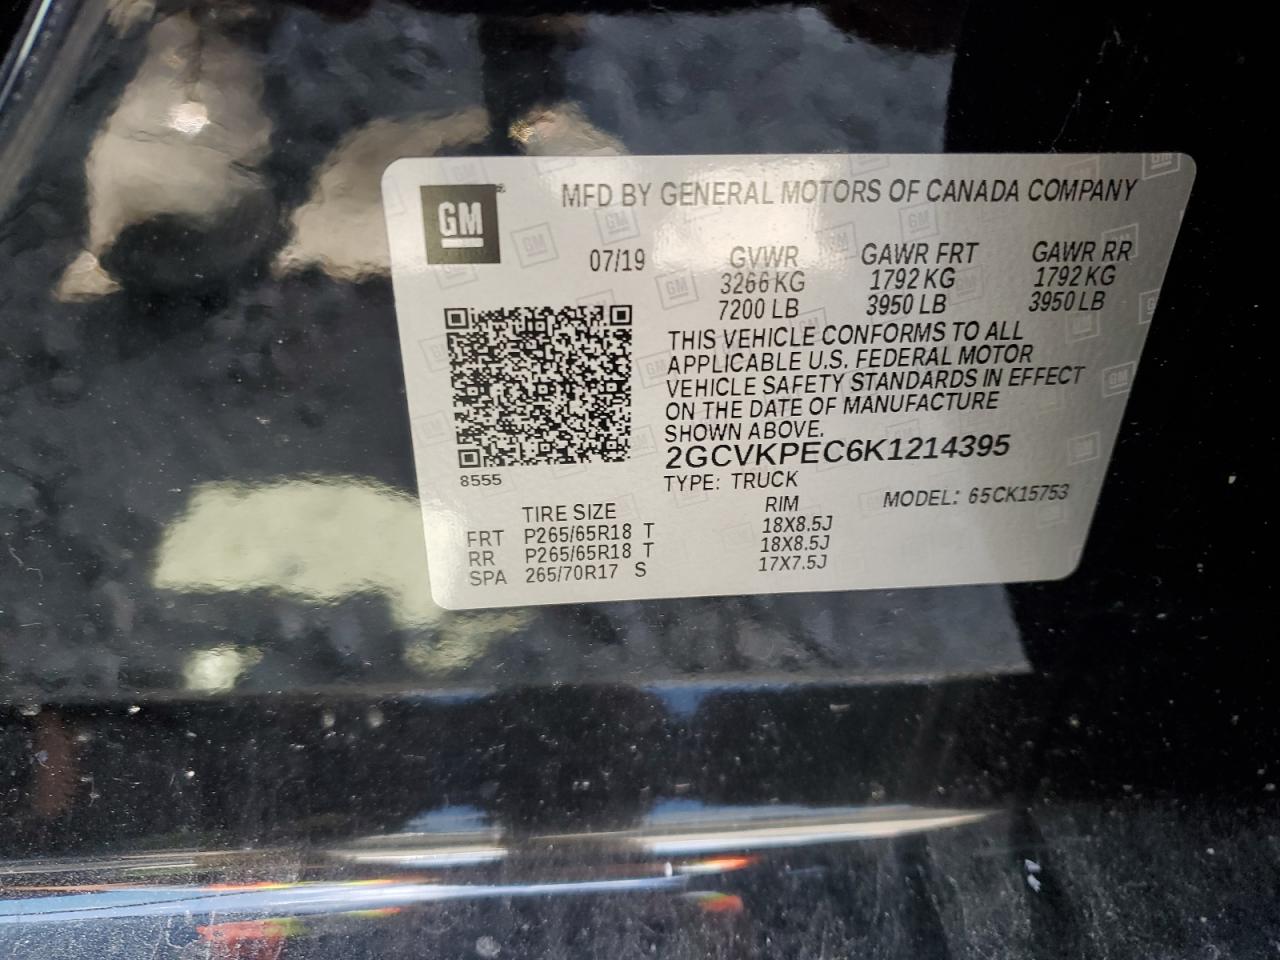 GM
MFD BY GENERAL MOTORS OF CANADA COMPANY
07/19 GVWR GAWR FRT GAWR RR
3266 KG 1792 KG 1792 KG
7200 LB 3950 LB 3950 LB
THIS VEHICLE CONFORMS TO ALL
APPLICABLE U.S. FEDERAL MOTOR
VEHICLE SAFETY STANDARDS IN EFFECT
ON THE DATE OF MANUFACTURE
SHOWN ABOVE.
2GCVKPEC6K1214395
8555
TYPE: TRUCK
MODEL: 65CK15753
TIRE SIZE RIM
FRT P265/65R18 T 18X8.5J
RR P265/65R18 T 18X8.5J
SPA 265/70R17 S 17X7.5J